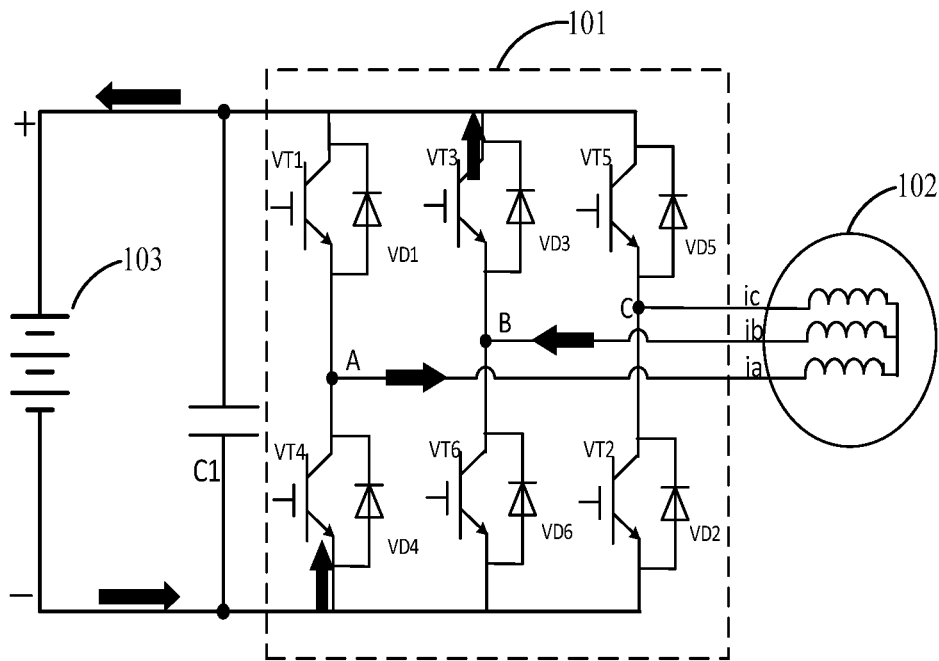 101
+
VT1
VD1
VT3
VD3
VT5
VD5
102
103
ic
C
B
ib
A
ia
C1
VT4
VD4
VT6
VD6
VT2
VD2
−